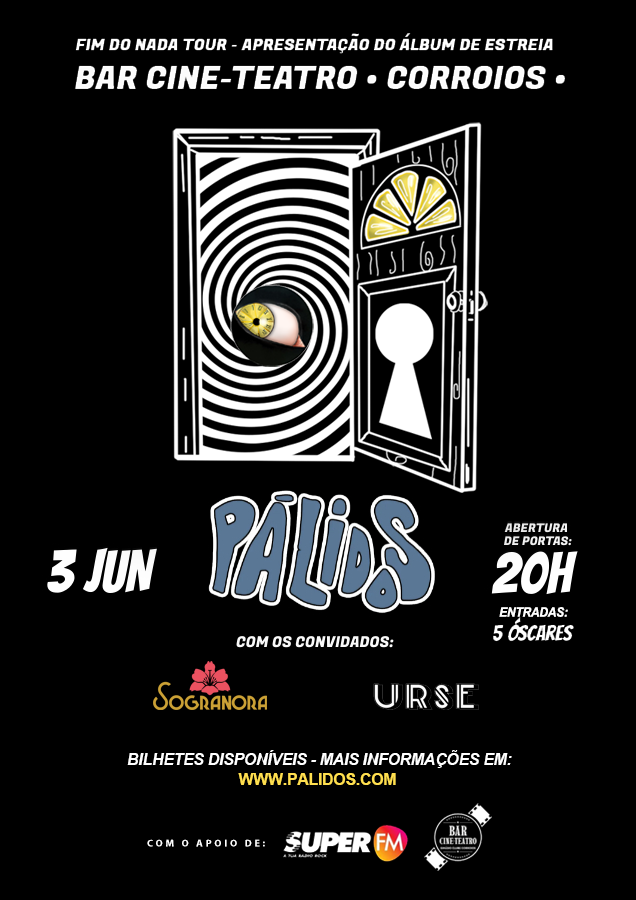 FIM DO NADA TOUR - APRESENTAÇÃO DO ÁLBUM DE ESTREIA
BAR CINE-TEATRO • CORROIOS •
PÁLIDOS
3 JUN
ABERTURA
DE PORTAS:
20H
ENTRADAS:
5 ÓSCARES
COM OS CONVIDADOS:
SOGRANORA
URSE
BILHETES DISPONÍVEIS - MAIS INFORMAÇÕES EM:
WWW.PALIDOS.COM
COM O APOIO DE:
SUPER FM
A TUA RADIO ROCK
BAR
CINE-TEATRO